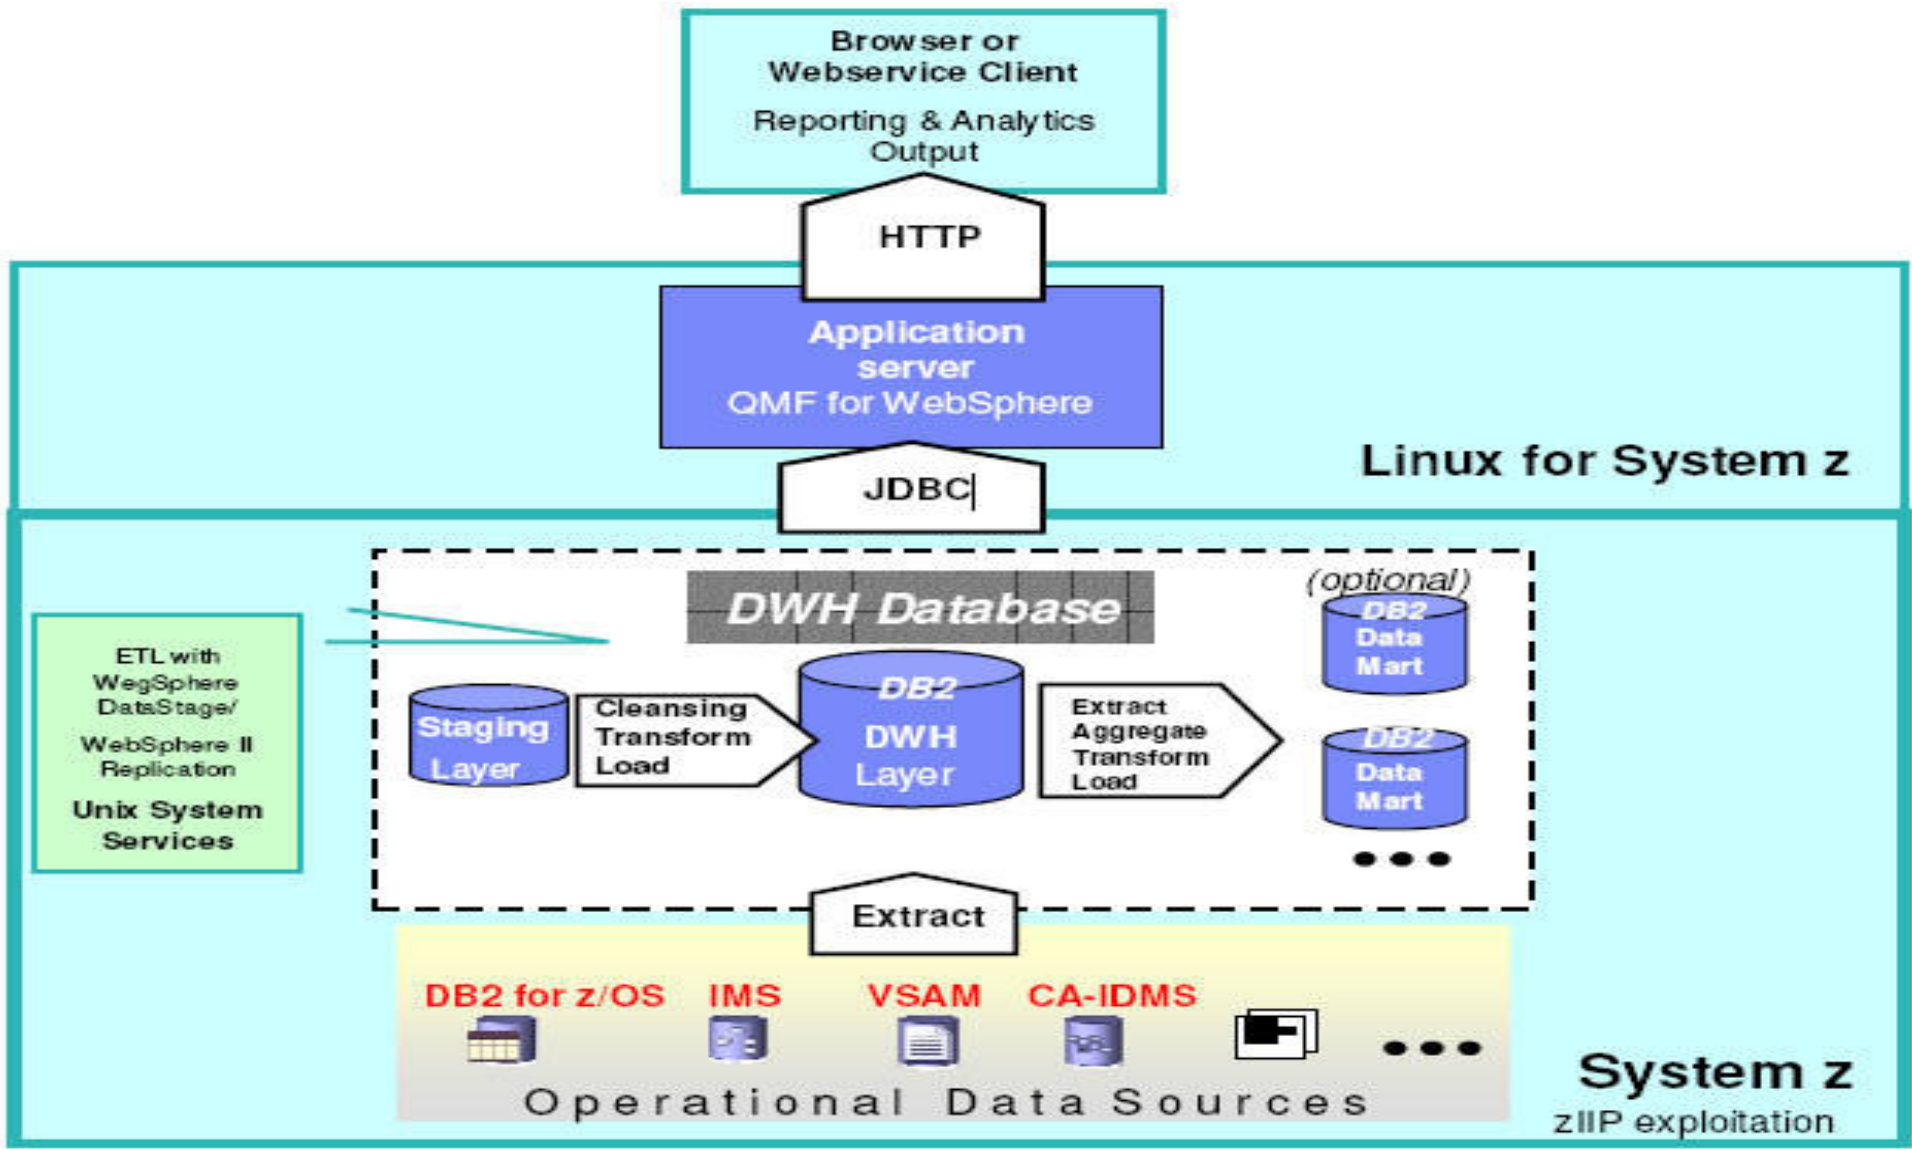 Browser or
Webservice Client
Reporting & Analytics
Output
HTTP
Application
server
QMF for WebSphere
Linux for System z
JDBC
DWH Database
(optional)
DB2
Data
Mart
ETL with
WegSphere
DataStage/
WebSphere II
Replication
Unix System
Services
Staging
Layer
Cleansing
Transform
Load
DB2
DWH
Layer
Extract
Aggregate
Transform
Load
DB2
Data
Mart
Extract
DB2 for z/OS
IMS
VSAM
CA-IDMS
Operational Data Sources
System z
zIIP exploitation